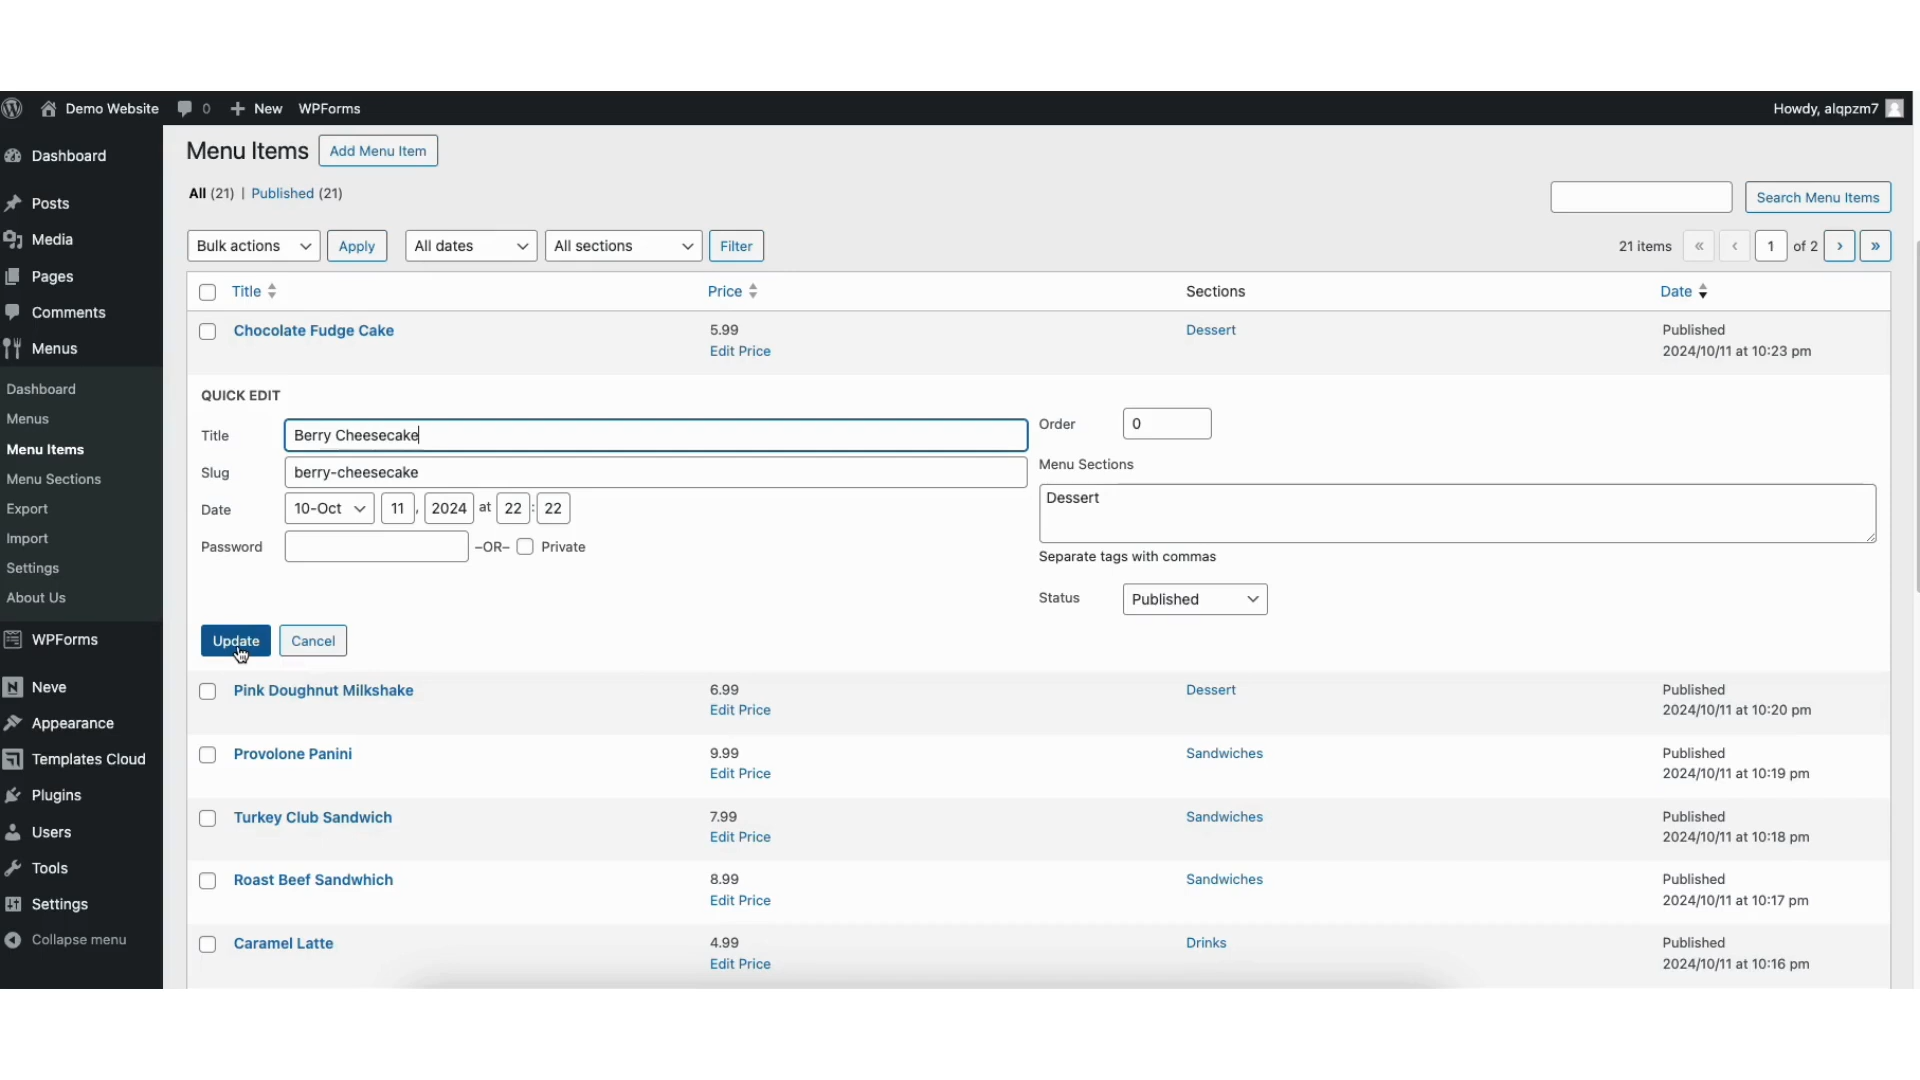 Demo Website 0 New WPForms Howdy, alqpzm7
Dashboard
Posts
Media
Pages
Comments
Menus
Dashboard
Menus
Menu Items
Menu Sections
Export
Import
Settings
About Us
WPForms
Neve
Appearance
Templates Cloud
Plugins
Users
Tools
Settings
Collapse menu
Menu Items Add Menu Item
All (21) | Published (21)
Search Menu Items
Bulk actions Apply All dates All sections Filter 21 items « ‹ 1 of 2 › »
Title Price Sections Date
Chocolate Fudge Cake 5.99 Dessert Published
Edit Price 2024/10/11 at 10:23 pm
QUICK EDIT
Title Berry Cheesecake
Slug berry-cheesecake
Date 10-Oct 11 , 2024 at 22 : 22
Password –OR– Private
Order 0
Menu Sections
Dessert
Separate tags with commas
Status Published
Update Cancel
Pink Doughnut Milkshake 6.99 Dessert Published
Edit Price 2024/10/11 at 10:20 pm
Provolone Panini 9.99 Sandwiches Published
Edit Price 2024/10/11 at 10:19 pm
Turkey Club Sandwich 7.99 Sandwiches Published
Edit Price 2024/10/11 at 10:18 pm
Roast Beef Sandwhich 8.99 Sandwiches Published
Edit Price 2024/10/11 at 10:17 pm
Caramel Latte 4.99 Drinks Published
Edit Price 2024/10/11 at 10:16 pm